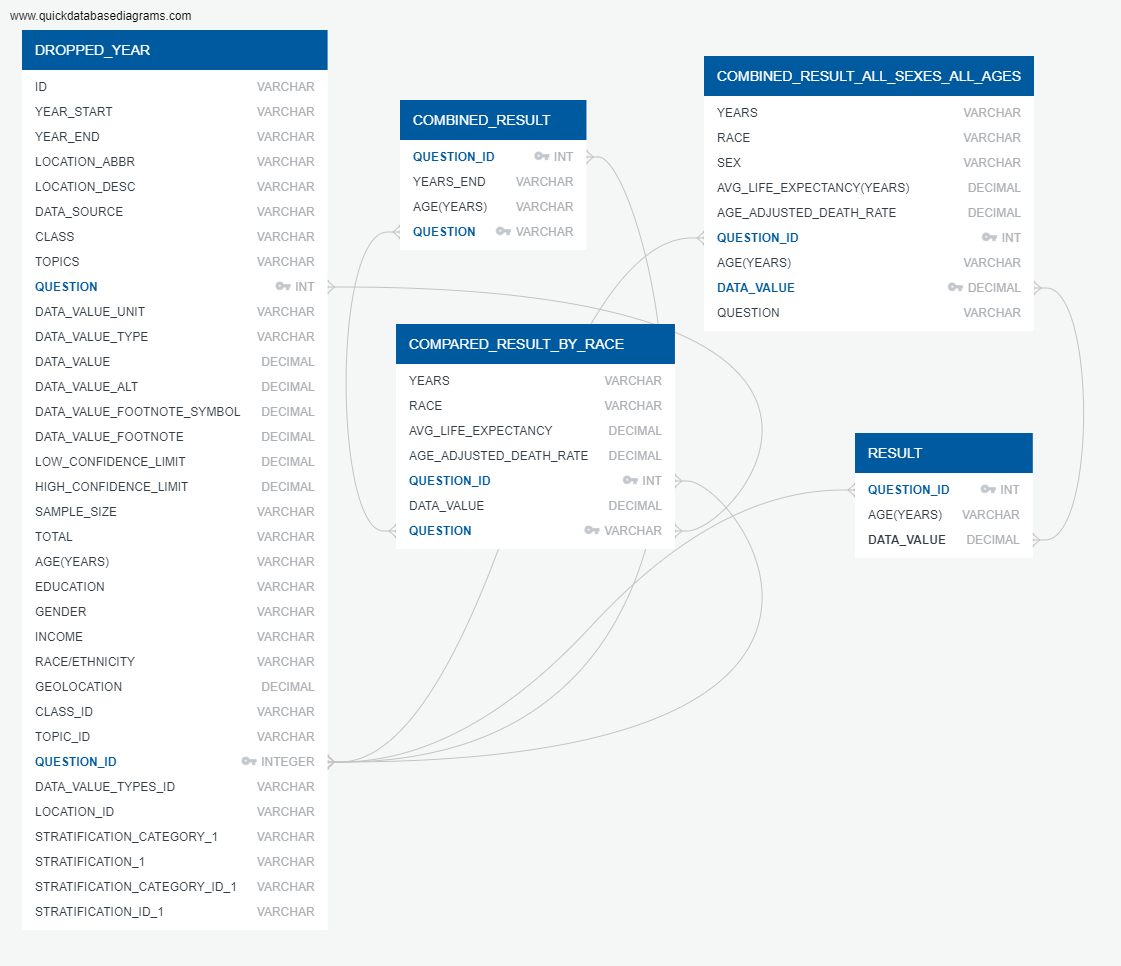 www.quickdatabasediagrams.com
DROPPED_YEAR
ID VARCHAR
YEAR_START VARCHAR
YEAR_END VARCHAR
LOCATION_ABBR VARCHAR
LOCATION_DESC VARCHAR
DATA_SOURCE VARCHAR
CLASS VARCHAR
TOPICS VARCHAR
QUESTION INT
DATA_VALUE_UNIT VARCHAR
DATA_VALUE_TYPE VARCHAR
DATA_VALUE DECIMAL
DATA_VALUE_ALT DECIMAL
DATA_VALUE_FOOTNOTE_SYMBOL DECIMAL
DATA_VALUE_FOOTNOTE DECIMAL
LOW_CONFIDENCE_LIMIT DECIMAL
HIGH_CONFIDENCE_LIMIT DECIMAL
SAMPLE_SIZE VARCHAR
TOTAL VARCHAR
AGE(YEARS) VARCHAR
EDUCATION VARCHAR
GENDER VARCHAR
INCOME VARCHAR
RACE/ETHNICITY VARCHAR
GEOLOCATION DECIMAL
CLASS_ID VARCHAR
TOPIC_ID VARCHAR
QUESTION_ID INTEGER
DATA_VALUE_TYPES_ID VARCHAR
LOCATION_ID VARCHAR
STRATIFICATION_CATEGORY_1 VARCHAR
STRATIFICATION_1 VARCHAR
STRATIFICATION_CATEGORY_ID_1 VARCHAR
STRATIFICATION_ID_1 VARCHAR
COMBINED_RESULT
QUESTION_ID INT
YEARS_END VARCHAR
AGE(YEARS) VARCHAR
QUESTION VARCHAR
COMPARED_RESULT_BY_RACE
YEARS VARCHAR
RACE VARCHAR
AVG_LIFE_EXPECTANCY DECIMAL
AGE_ADJUSTED_DEATH_RATE DECIMAL
QUESTION_ID INT
DATA_VALUE DECIMAL
QUESTION VARCHAR
COMBINED_RESULT_ALL_SEXES_ALL_AGES
YEARS VARCHAR
RACE VARCHAR
SEX VARCHAR
AVG_LIFE_EXPECTANCY(YEARS) DECIMAL
AGE_ADJUSTED_DEATH_RATE DECIMAL
QUESTION_ID INT
AGE(YEARS) VARCHAR
DATA_VALUE DECIMAL
QUESTION VARCHAR
RESULT
QUESTION_ID INT
AGE(YEARS) VARCHAR
DATA_VALUE DECIMAL